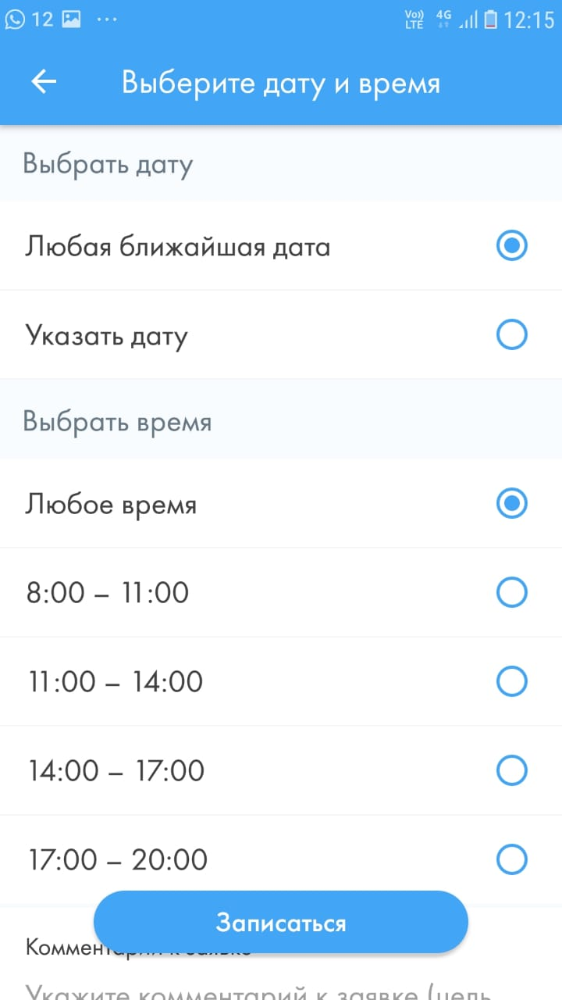 12 ... Vo)) LTE 4G 12:15
Выберите дату и время
Выбрать дату
Любая ближайшая дата
Указать дату
Выбрать время
Любое время
8:00 – 11:00
11:00 – 14:00
14:00 – 17:00
17:00 – 20:00
Записаться
Комментарий к заявке
Укажите комментарий к заявке (цель